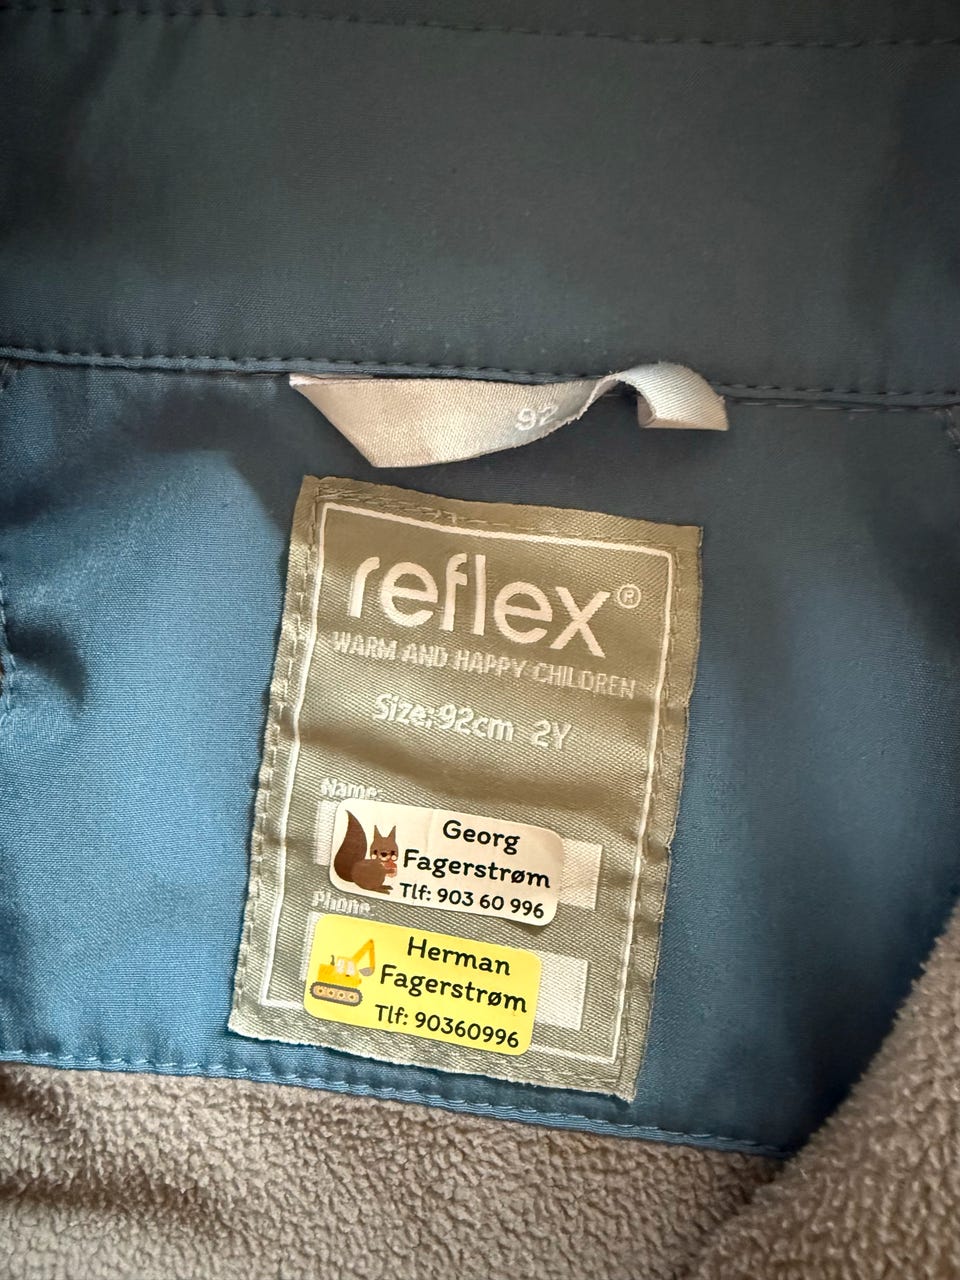 92
reflex®
WARM AND HAPPY CHILDREN
Size:92cm 2Y
Name:
Georg
Fagerstrøm
Tlf: 903 60 996
Phone:
Herman
Fagerstrøm
Tlf: 90360996